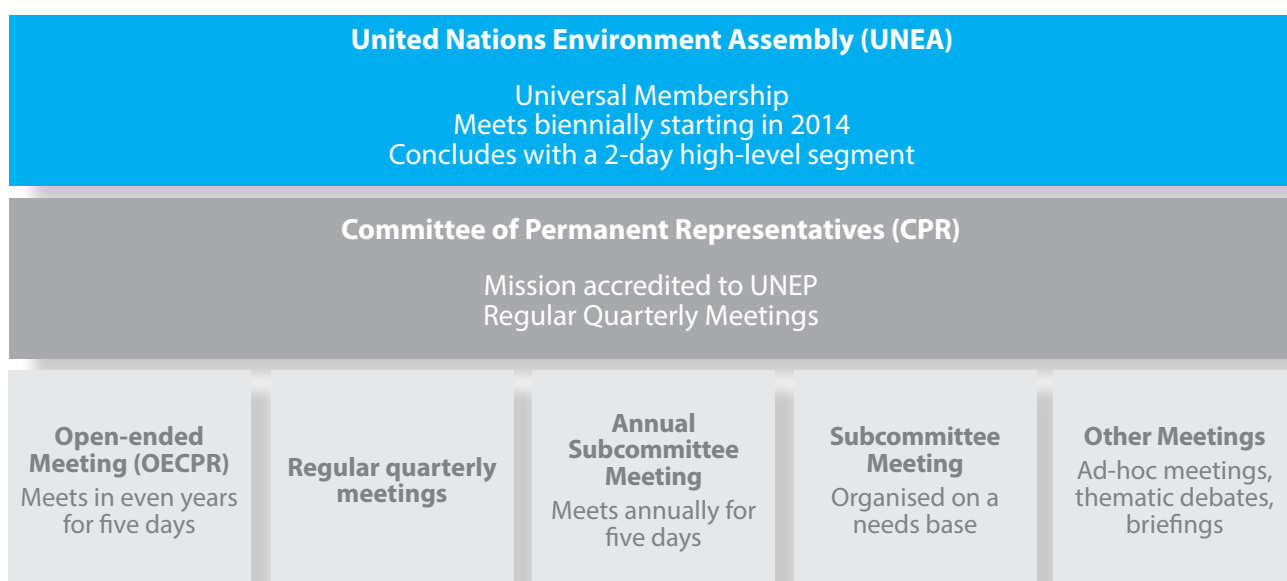 United Nations Environment Assembly (UNEA)
Universal Membership
Meets biennially starting in 2014
Concludes with a 2-day high-level segment
Committee of Permanent Representatives (CPR)
Mission accredited to UNEP
Regular Quarterly Meetings
Open-ended
Meeting (OECPR)
Meets in even years
for five days
Regular quarterly
meetings
Annual
Subcommittee
Meeting
Meets annually for
five days
Subcommittee
Meeting
Organised on a
needs base
Other Meetings
Ad-hoc meetings,
thematic debates,
briefings